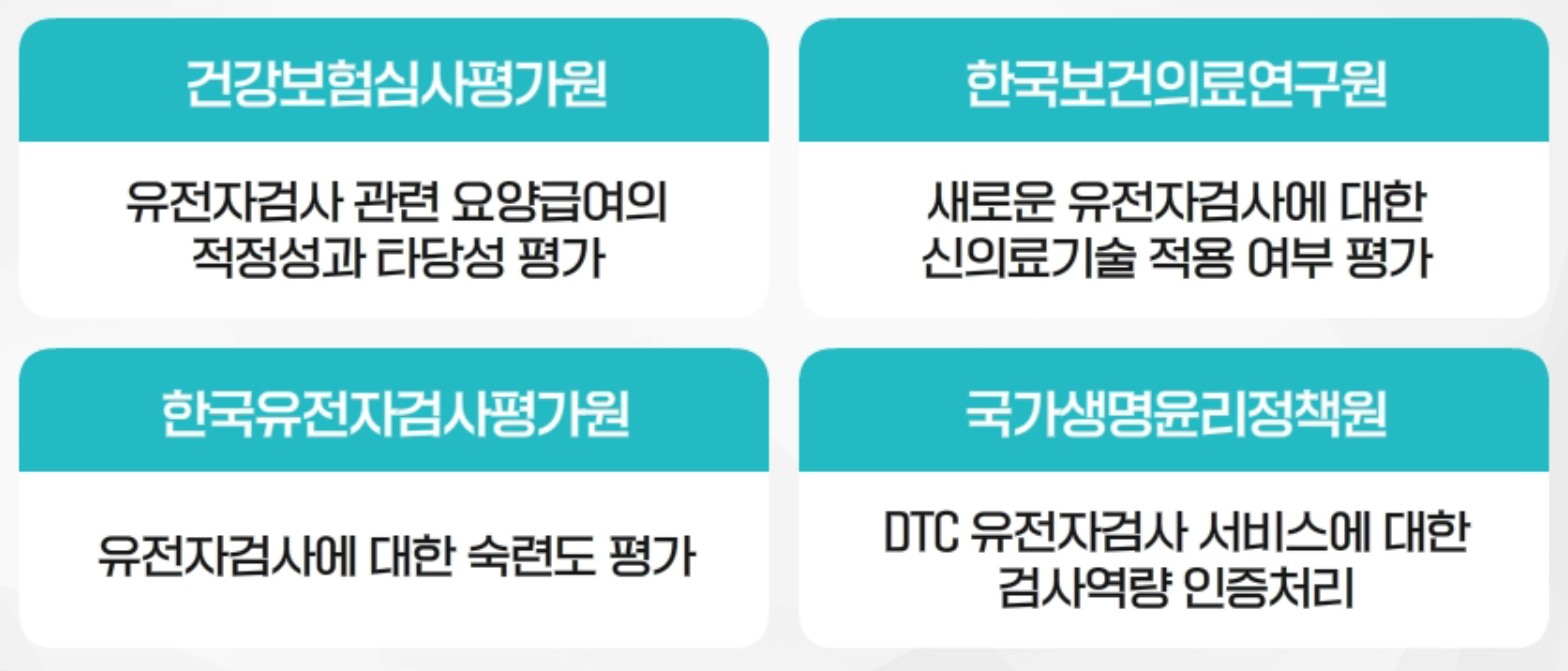 건강보험심사평가원
유전자검사 관련 요양급여의
적정성과 타당성 평가
한국보건의료연구원
새로운 유전자검사에 대한
신의료기술 적용 여부 평가
한국유전자검사평가원
유전자검사에 대한 숙련도 평가
국가생명윤리정책원
DTC 유전자검사 서비스에 대한
검사역량 인증처리